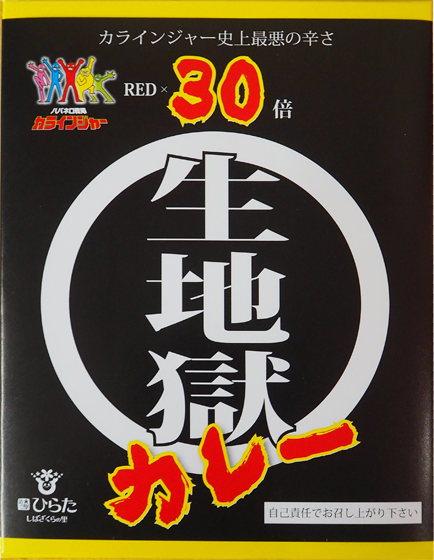 カラインジャー史上最悪の辛さ
RED × 30倍
ハバネロ戦隊
カラインジャー
生地獄
カレー
ひらた
しばざくらの里
自己責任でお召し上がり下さい